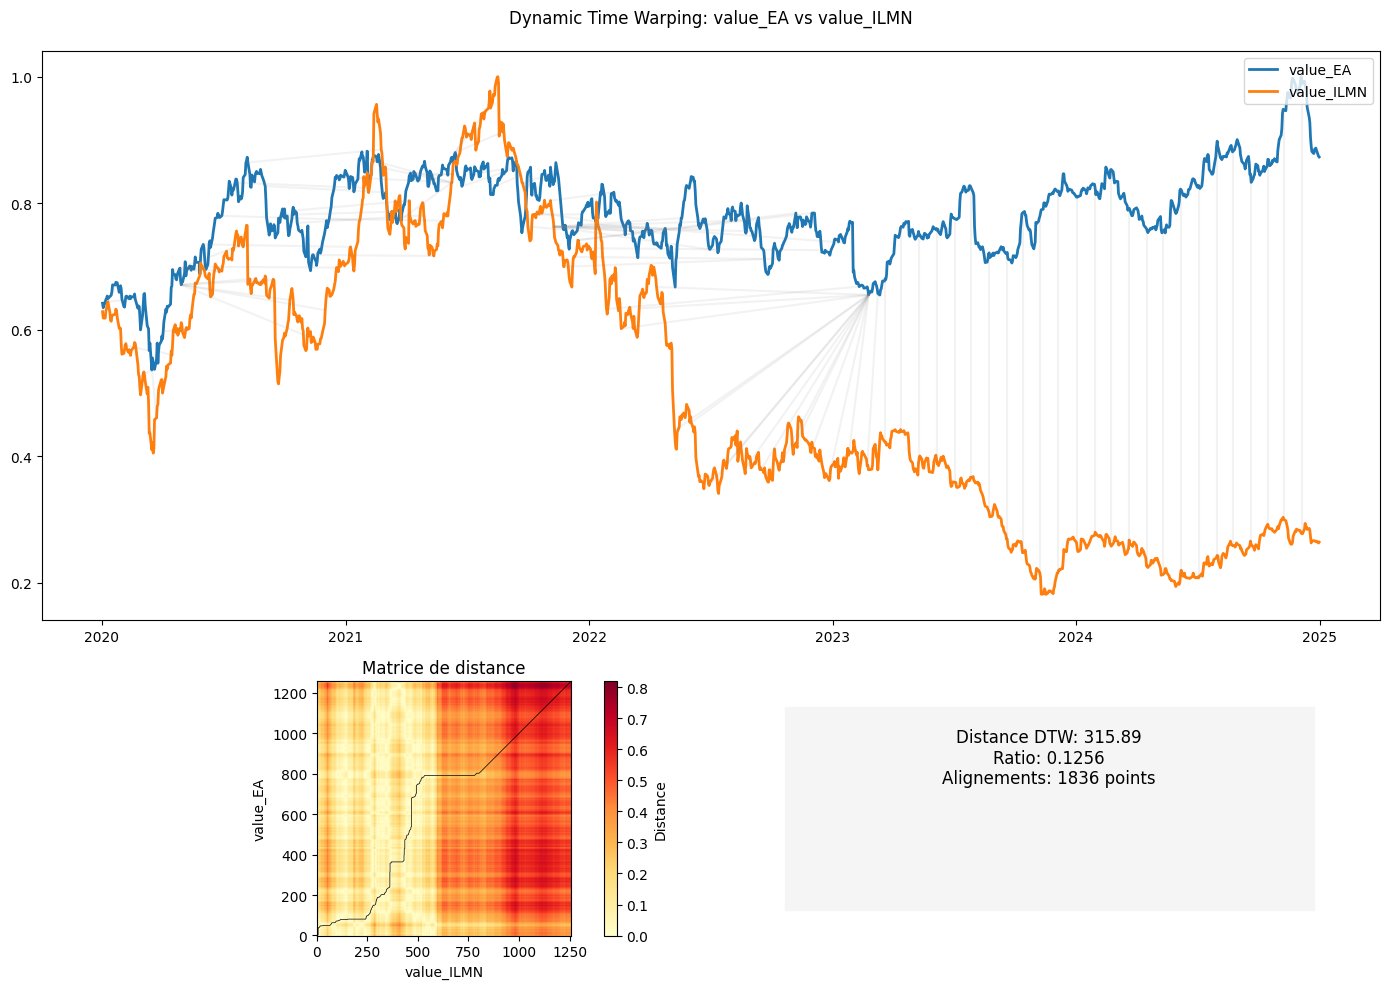 Dynamic Time Warping: value_EA vs value_ILMN
1.0
0.8
0.6
0.4
0.2
value_EA
value_ILMN
2020 2021 2022 2023 2024 2025
Matrice de distance
1200
1000
800
600
400
200
0
value_EA
0 250 500 750 1000 1250
value_ILMN
0.8
0.7
0.6
0.5
0.4
0.3
0.2
0.1
0.0
Distance
Distance DTW: 315.89
Ratio: 0.1256
Alignements: 1836 points